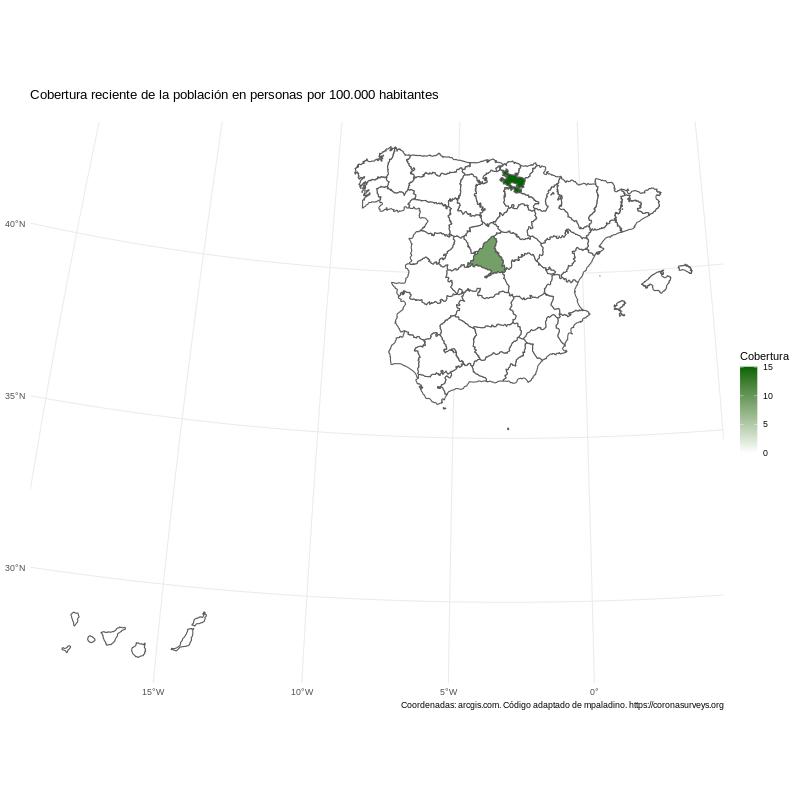 Cobertura reciente de la población en personas por 100.000 habitantes
40°N
35°N
30°N
15°W
10°W
5°W
0°
Cobertura
15
10
5
0
Coordenadas: arcgis.com. Código adaptado de mpaladino. https://coronasurveys.org